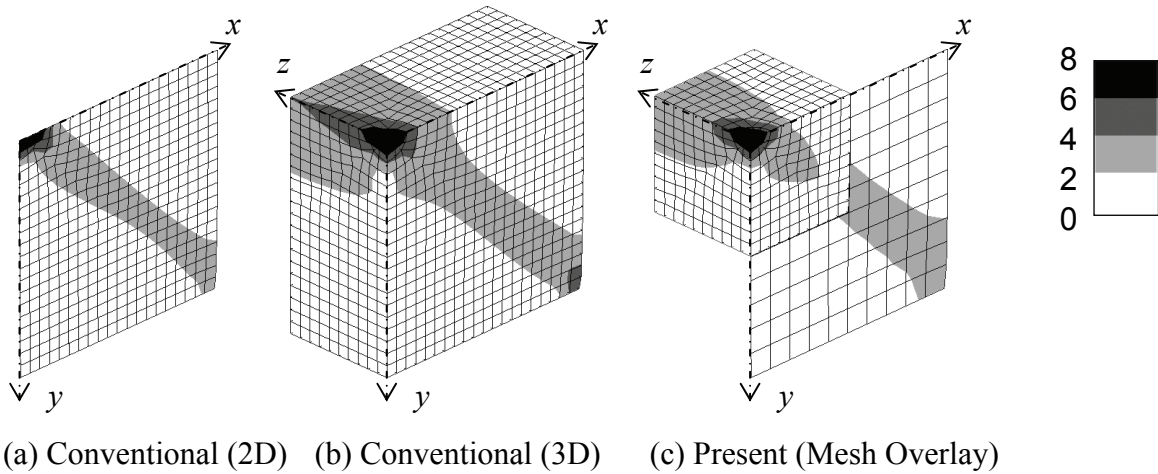 x
z
x
z
x
8
6
4
2
0
y
y
y
(a) Conventional (2D) (b) Conventional (3D) (c) Present (Mesh Overlay)